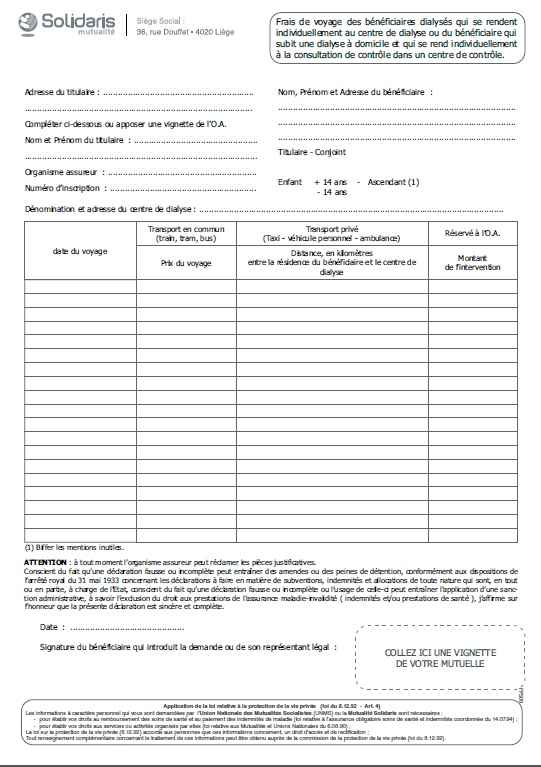 Solidaris
mutualité
Siège Social :
36, rue Douffet • 4020 Liège
Frais de voyage des bénéficiaires dialysés qui se rendent
individuellement au centre de dialyse ou du bénéficiaire qui
subit une dialyse à domicile et qui se rend individuellement
à la consultation de contrôle dans un centre de contrôle.
Adresse du titulaire : ..........................................................
..........................................................................................
Compléter ci-dessous ou apposer une vignette de l'O.A.
Nom et Prénom du titulaire : ................................................
..........................................................................................
Organisme assureur : ..........................................................
Numéro d'inscription : .........................................................
Nom, Prénom et Adresse du bénéficiaire :
..........................................................................................
..........................................................................................
..........................................................................................
Titulaire - Conjoint
Enfant + 14 ans - Ascendant (1)
- 14 ans
Dénomination et adresse du centre de dialyse : ......................................................................................................................
date du voyage
Transport en commun
(train, tram, bus)
Prix du voyage
Transport privé
(Taxi - véhicule personnel - ambulance)
Distance, en kilomètres
entre la résidence du bénéficiaire et le centre de
dialyse
Réservé à l'O.A.
Montant
de l'intervention
(1) Biffer les mentions inutiles.
ATTENTION : à tout moment l'organisme assureur peut réclamer les pièces justificatives.
Conscient du fait qu'une déclaration fausse ou incomplète peut entraîner des amendes ou des peines de détention, conformément aux dispositions de
l'arrêté royal du 31 mai 1933 concernant les déclarations à faire en matière de subventions, indemnités et allocations de toute nature qui sont, en tout
ou en partie, à charge de l'État, conscient du fait qu'une déclaration fausse ou incomplète ou l'usage de celle-ci peut entraîner l'application d'une sanc-
tion administrative, à savoir l'exclusion du droit aux prestations de l'assurance maladie-invalidité ( indemnités et/ou prestations de santé ), j'affirme sur
l'honneur que la présente déclaration est sincère et complète.
Date : ............................................
Signature du bénéficiaire qui introduit la demande ou de son représentant légal :
COLLEZ ICI UNE VIGNETTE
DE VOTRE MUTUELLE
Application de la loi relative à la protection de la vie privée (loi du 8.12.92 - Art. 4)
Les informations à caractère personnel qui vous sont demandées par l'Union Nationale des Mutualités Socialistes (UNMS) ou la Mutualité Solidaris sont nécessaires :
- pour établir vos droits au remboursement des soins de santé et au paiement des indemnités de maladie (loi relative à l'assurance obligatoire soins de santé et indemnités coordonnée du 14.07.94) ;
- pour établir vos droits aux services ou activités organisés par elles (loi relative aux Mutualités et Unions Nationales du 6.08.90) ;
La loi sur la protection de la vie privée (8.12.92) accorde aux personnes que ces informations concernent, un droit d'accès et de rectification ;
Tout renseignement complémentaire concernant le traitement de ces informations peut être obtenu auprès de la commission de la protection de la vie privée (loi du 8.12.92).